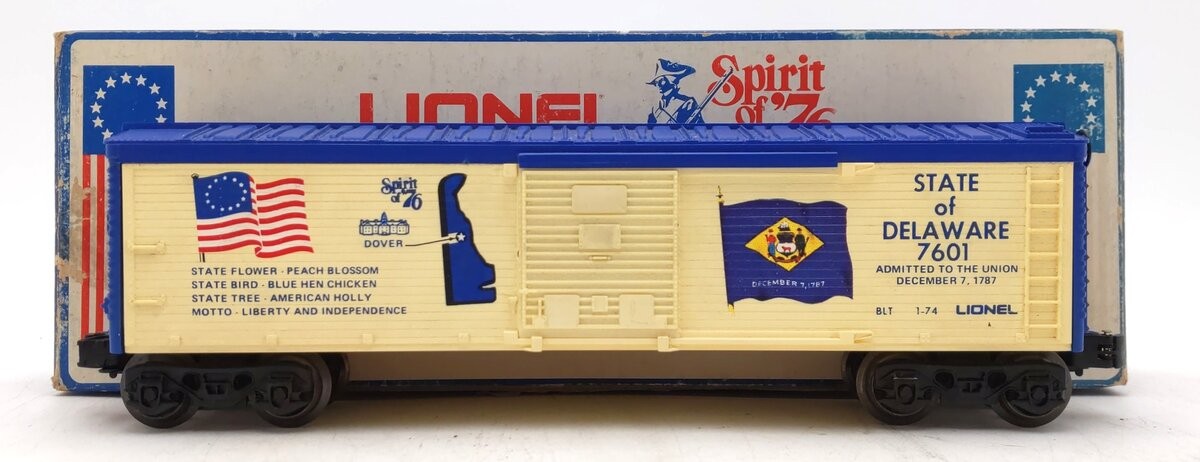 LIONEL
Spirit
of '76
Spirit
of '76
DOVER
STATE FLOWER · PEACH BLOSSOM
STATE BIRD · BLUE HEN CHICKEN
STATE TREE · AMERICAN HOLLY
MOTTO · LIBERTY AND INDEPENDENCE
DECEMBER 7, 1787
STATE
of
DELAWARE
7601
ADMITTED TO THE UNION
DECEMBER 7, 1787
BLT 1-74 LIONEL